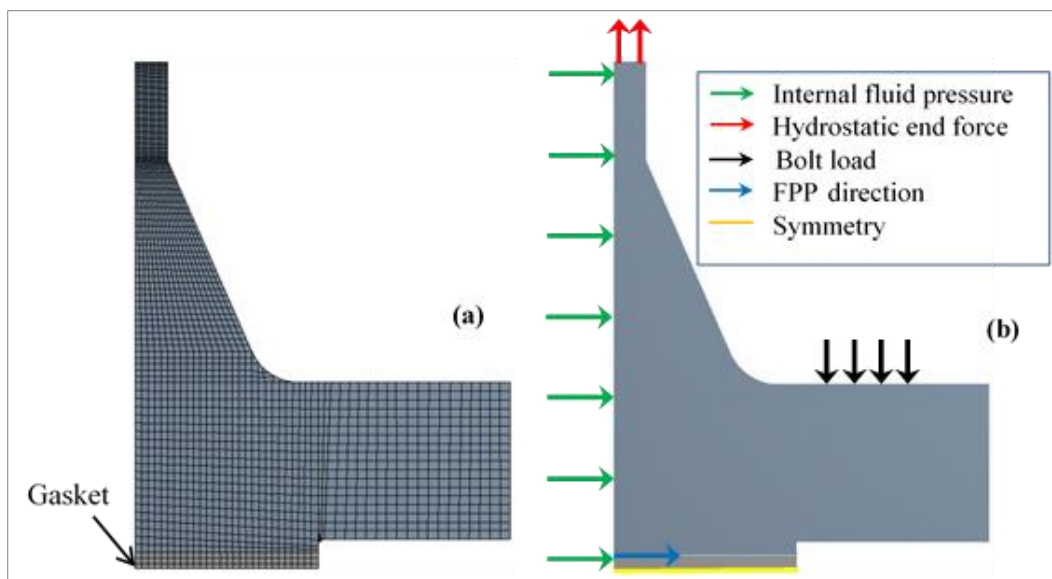 Internal fluid pressure
Hydrostatic end force
Bolt load
FPP direction
Symmetry
(a)
(b)
Gasket